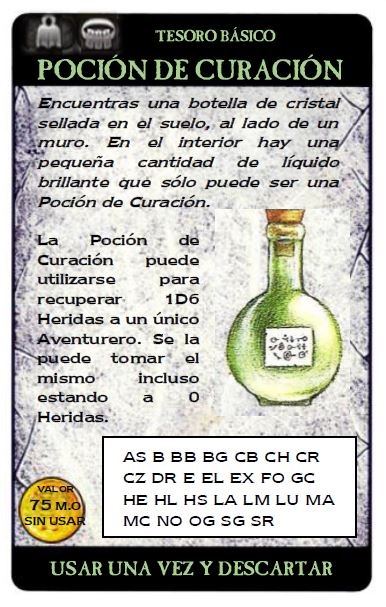 TESORO BÁSICO
POCIÓN DE CURACIÓN
Encuentras una botella de cristal
sellada en el suelo, al lado de un
muro. En el interior hay una
pequeña cantidad de líquido
brillante que sólo puede ser una
Poción de Curación.
La Poción de
Curación puede
utilizarse para
recuperar 1D6
Heridas a un único
Aventurero. Se la
puede tomar el
mismo incluso
estando a 0
Heridas.
AS B BB BG CB CH CR
CZ DR E EL EX FO GC
HE HL HS LA LM LU MA
MC NO OG SG SR
VALOR
75 M.O
SIN USAR
USAR UNA VEZ Y DESCARTAR